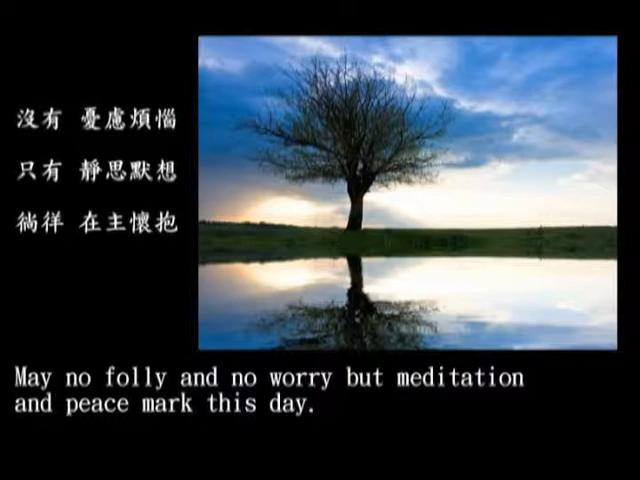 沒有 憂慮煩惱
只有 靜思默想
徜徉 在主懷抱
May no folly and no worry but meditation
and peace mark this day.